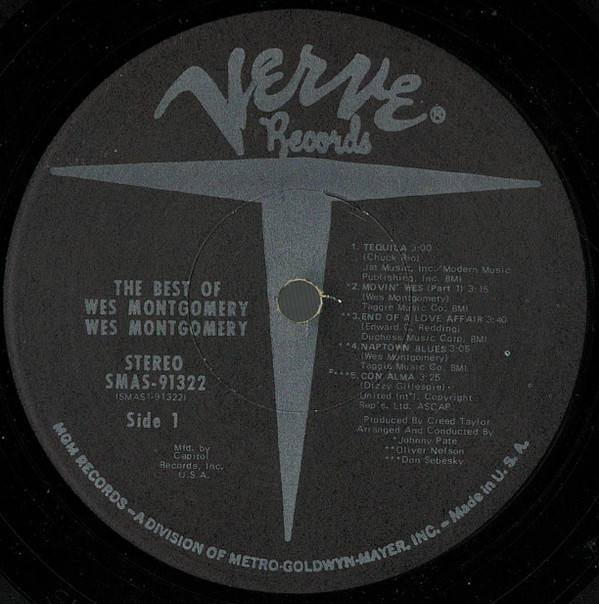 Verve®
Records
1. TEQUILA 3:00
(Chuck Rio)
Jat Music, Inc./Modern Music
Publishing, Inc. BMI
*2. MOVIN' WES (Part 1) 3:15
(Wes Montgomery)
Taggie Music Co. BMI
**3. END OF A LOVE AFFAIR 3:40
(Edward C. Redding)
Duchess Music Corp. BMI
**4. NAPTOWN BLUES 3:05
(Wes Montgomery)
Taggie Music Co. BMI
***5. CON ALMA 3:25
(Dizzy Gillespie)
United Int'l. Copyright
Rep's. Ltd. ASCAP
Produced By Creed Taylor
Arranged And Conducted By
*Johnny Pate
**Oliver Nelson
***Don Sebesky
THE BEST OF
WES MONTGOMERY
WES MONTGOMERY
STEREO
SMAS-91322
(SMAS1-91322)
Side 1
Mfd. by
Capitol
Records, Inc.
U.S.A.
MGM RECORDS – A DIVISION OF METRO-GOLDWYN-MAYER, INC. – Made in U.S.A.